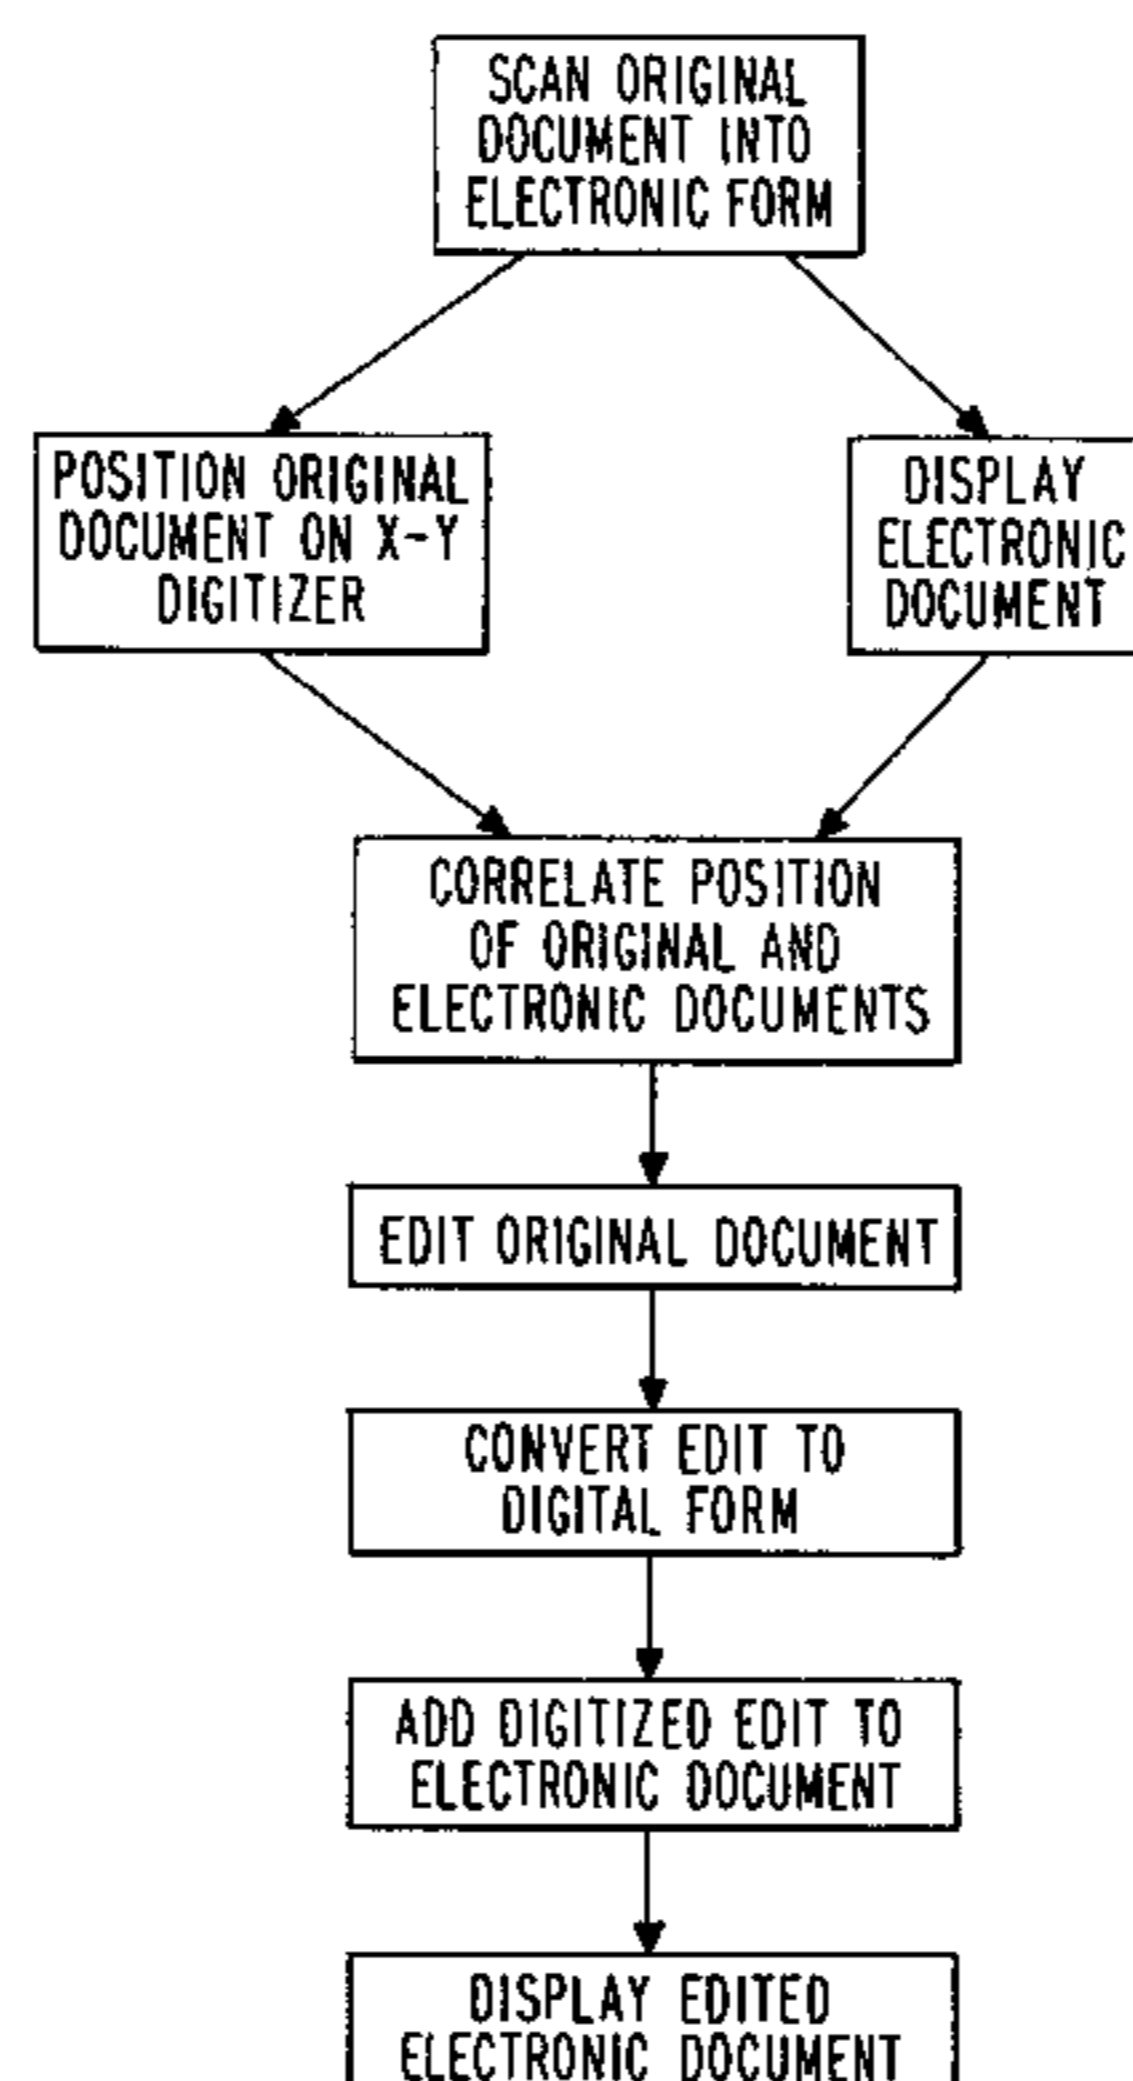 SCAN ORIGINAL
DOCUMENT INTO
ELECTRONIC FORM
POSITION ORIGINAL
DOCUMENT ON X-Y
DIGITIZER
DISPLAY
ELECTRONIC
DOCUMENT
CORRELATE POSITION
OF ORIGINAL AND
ELECTRONIC DOCUMENTS
EDIT ORIGINAL DOCUMENT
CONVERT EDIT TO
DIGITAL FORM
ADD DIGITIZED EDIT TO
ELECTRONIC DOCUMENT
DISPLAY EDITED
ELECTRONIC DOCUMENT